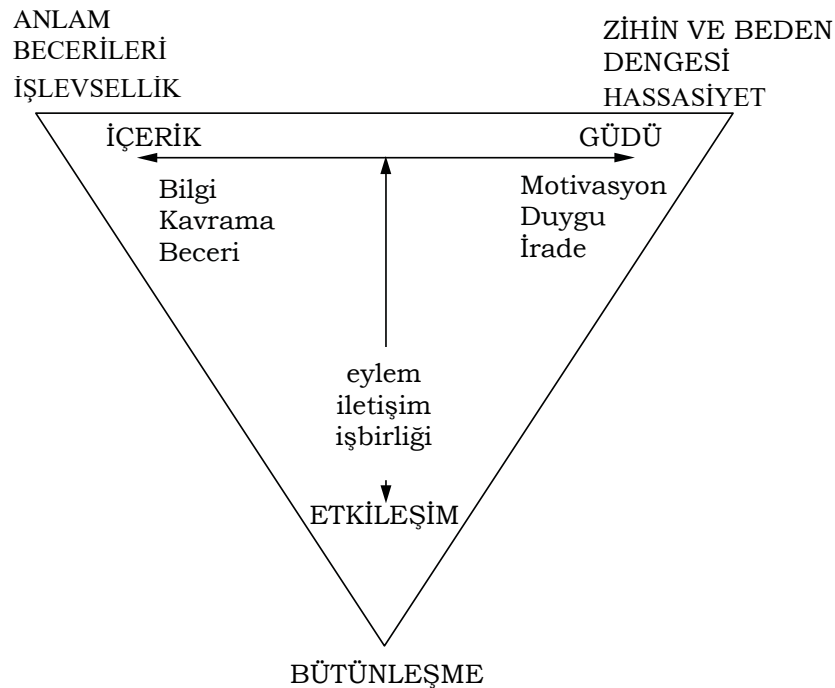 ANLAM
BECERİLERİ
İŞLEVSELLİK
ZİHİN VE BEDEN
DENGESİ
HASSASİYET
İÇERİK
GÜDÜ
Bilgi
Kavrama
Beceri
Motivasyon
Duygu
İrade
eylem
iletişim
işbirliği
ETKİLEŞİM
BÜTÜNLEŞME